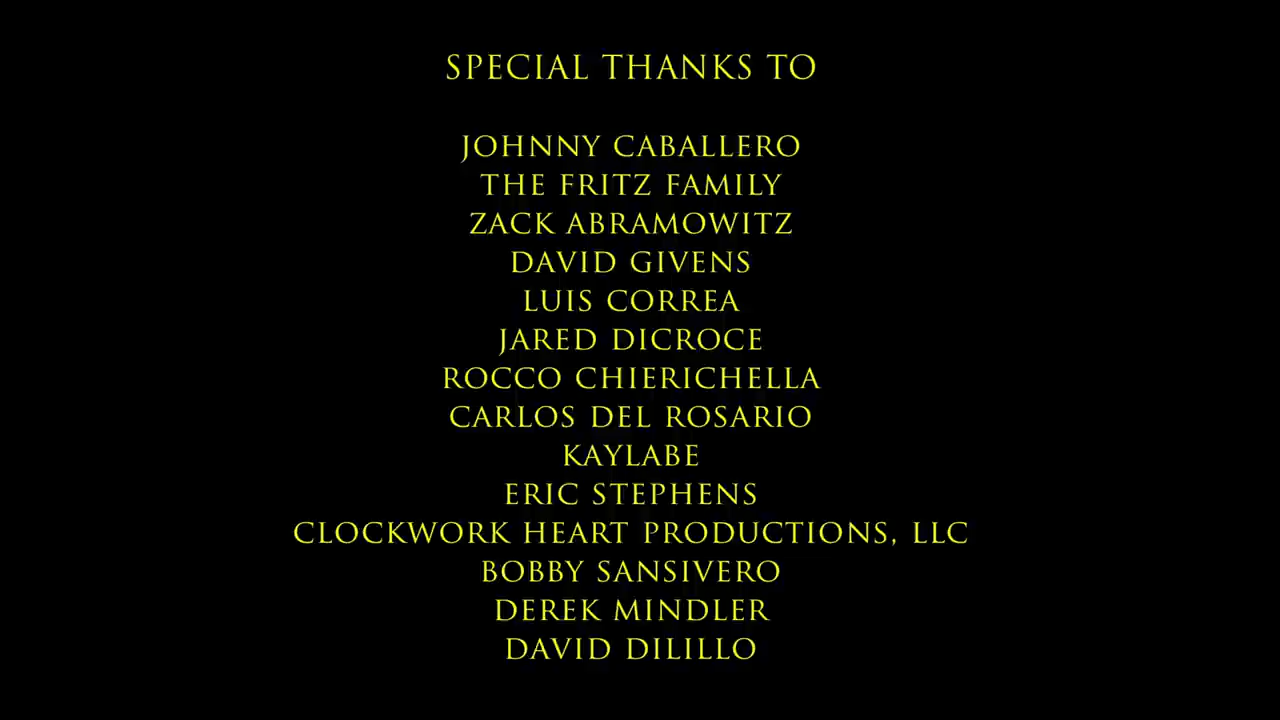 SPECIAL THANKS TO
JOHNNY CABALLERO
THE FRITZ FAMILY
ZACK ABRAMOWITZ
DAVID GIVENS
LUIS CORREA
JARED DICROCE
ROCCO CHIERICHELLA
CARLOS DEL ROSARIO
KAYLABE
ERIC STEPHENS
CLOCKWORK HEART PRODUCTIONS, LLC
BOBBY SANSIVERO
DEREK MINDLER
DAVID DILILLO